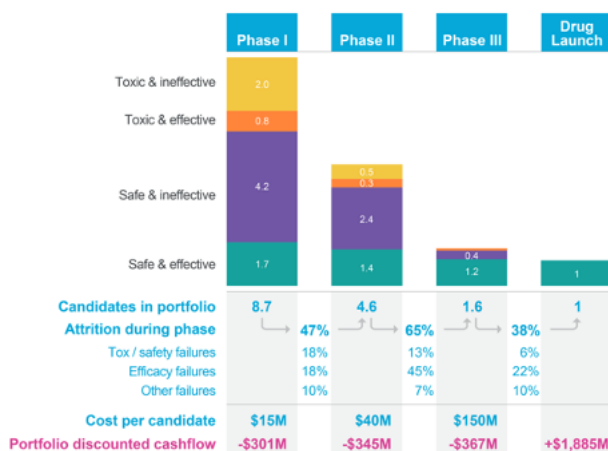 Phase I Phase II Phase III Drug Launch
Toxic & ineffective 2.0
Toxic & effective 0.8
Safe & ineffective 4.2
Safe & effective 1.7
0.5
0.3
2.4
1.4
0.4
1.2
1
Candidates in portfolio 8.7 4.6 1.6 1
Attrition during phase 47% 65% 38%
Tox / safety failures 18% 13% 6%
Efficacy failures 18% 45% 22%
Other failures 10% 7% 10%
Cost per candidate $15M $40M $150M
Portfolio discounted cashflow -$301M -$345M -$367M +$1,885M